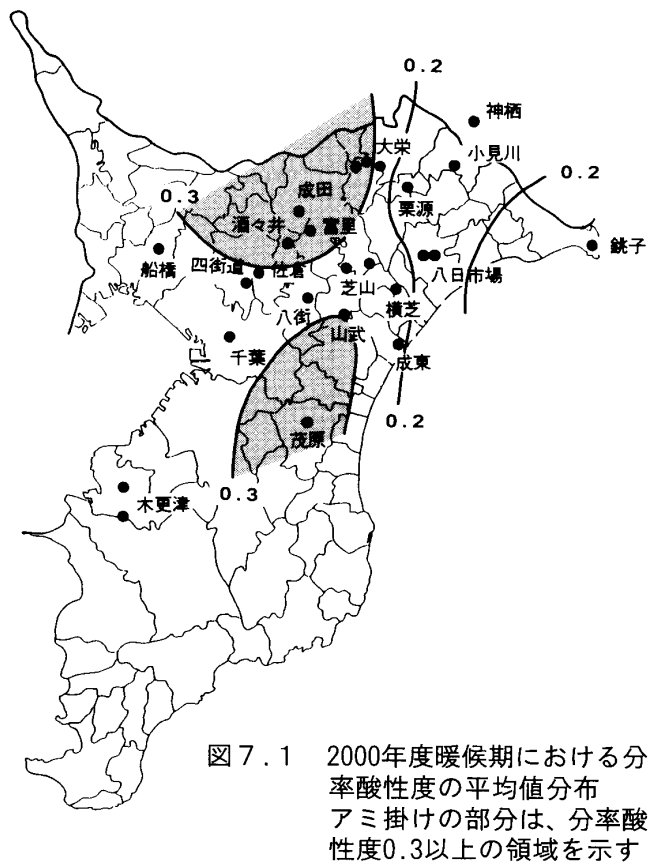 0.2
神栖
大栄
小見川
0.2
0.3
成田
栗源
酒々井
富里
銚子
船橋
四街道
佐倉
芝山
八日市場
八街
横芝
山武
千葉
成東
0.2
茂原
0.3
木更津
図7.1 2000年度暖候期における分
率酸性度の平均値分布
アミ掛けの部分は、分率酸
性度0.3以上の領域を示す